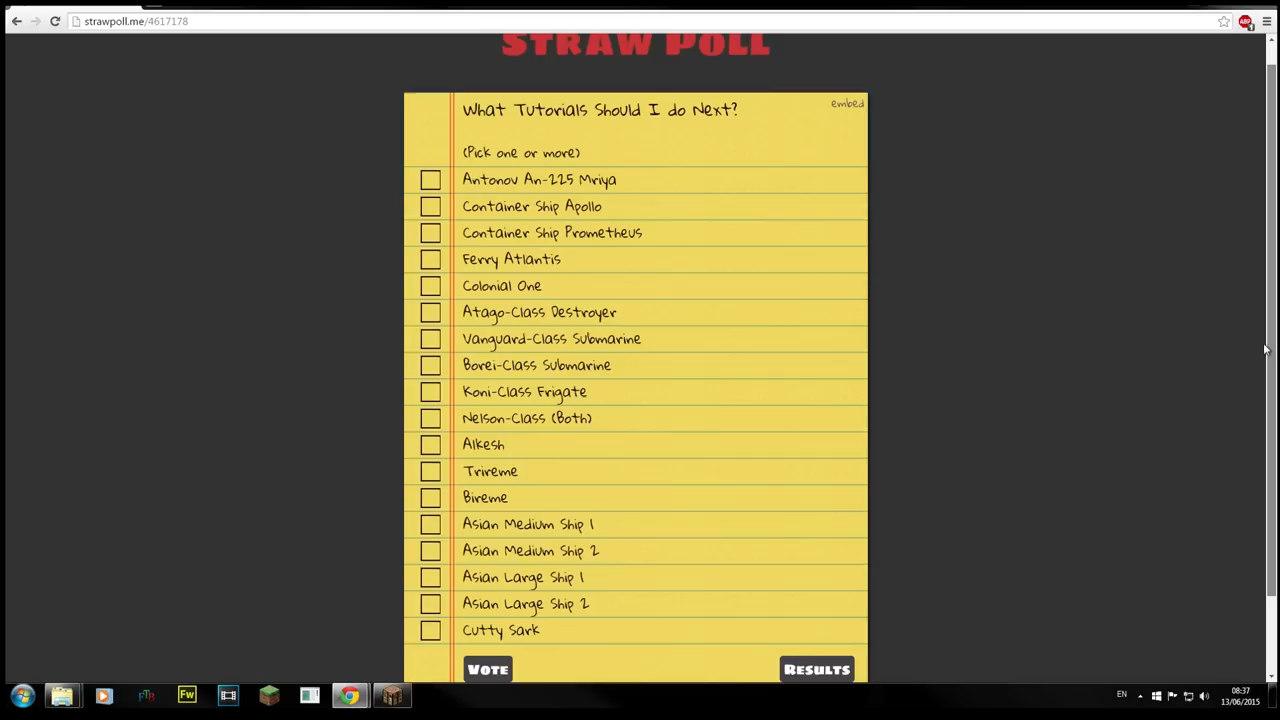 strawpoll.me/4617178
ABP
STRAW POLL
What Tutorials Should I do Next?
embed
(Pick one or more)
Antonov An-225 Mriya
Container Ship Apollo
Container Ship Prometheus
Ferry Atlantis
Colonial One
Atago-Class Destroyer
Vanguard-Class Submarine
Borei-Class Submarine
Koni-Class Frigate
Nelson-Class (Both)
Alkesh
Trireme
Bireme
Asian Medium Ship 1
Asian Medium Ship 2
Asian Large Ship 1
Asian Large Ship 2
Cutty Sark
VOTE
RESULTS
FTB
Fw
EN
08:37
13/06/2015